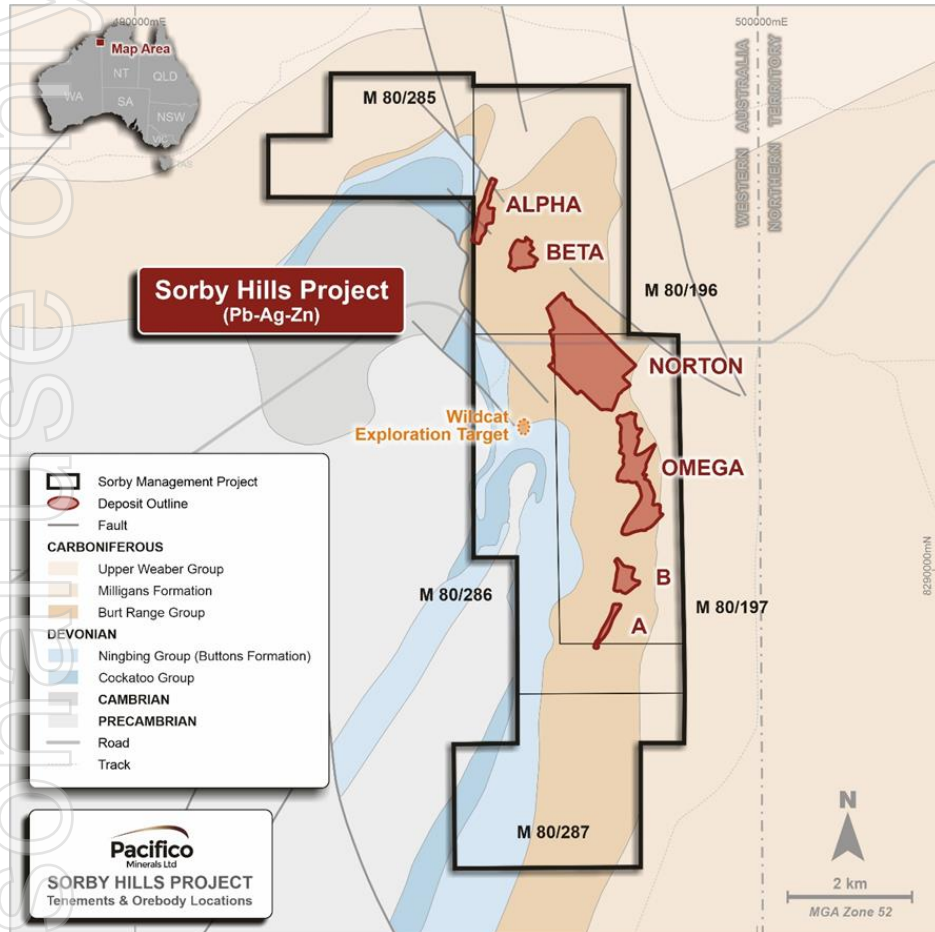 490000mE
500000mE
Map Area
NT
QLD
WA
SA
NSW
VIC
TAS
WESTERN AUSTRALIA
NORTHERN TERRITORY
M 80/285
ALPHA
BETA
Sorby Hills Project
(Pb-Ag-Zn)
M 80/196
NORTON
Wildcat
Exploration Target
OMEGA
Sorby Management Project
Deposit Outline
Fault
CARBONIFEROUS
Upper Weaber Group
Milligans Formation
Burt Range Group
DEVONIAN
Ningbing Group (Buttons Formation)
Cockatoo Group
CAMBRIAN
PRECAMBRIAN
Road
Track
8290000mN
B
M 80/286
M 80/197
A
M 80/287
Pacifico
Minerals Ltd
SORBY HILLS PROJECT
Tenements & Orebody Locations
N
2 km
MGA Zone 52
sonal use only